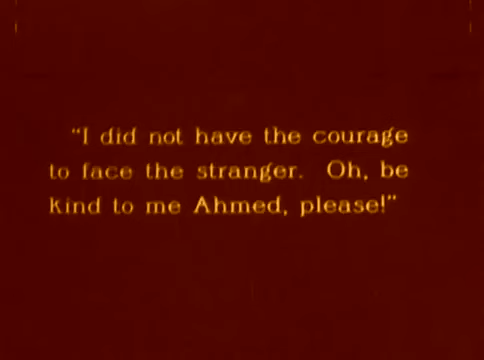 “I did not have the courage
to face the stranger. Oh, be
kind to me Ahmed, please!”